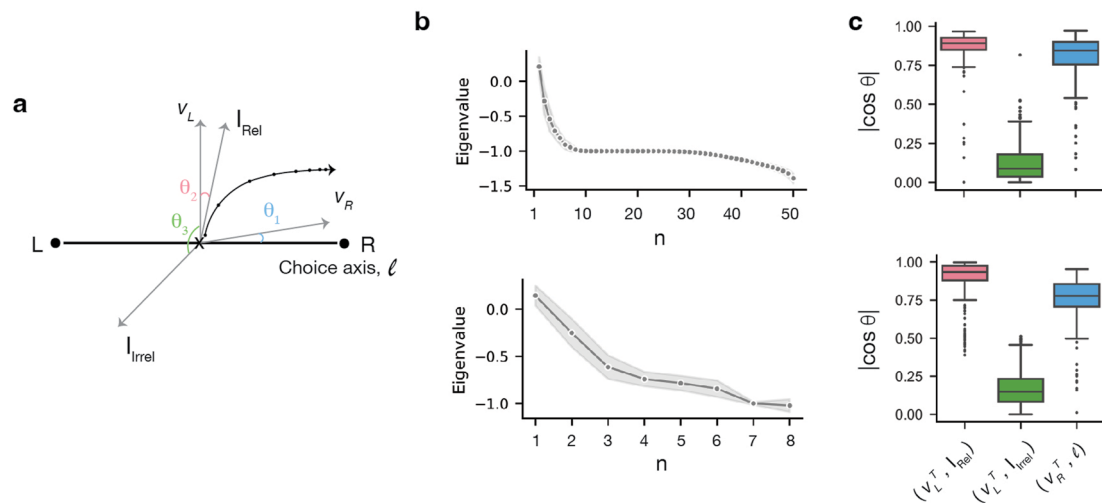 a
v_L
I_Rel
θ_2
v_R
θ_3
θ_1
L
x
R
Choice axis, ℓ
I_Irrel
b
Eigenvalue
0.0
-0.5
-1.0
-1.5
1
10
20
30
40
50
n
Eigenvalue
0.0
-0.5
-1.0
1
2
3
4
5
6
7
8
n
c
|cos θ|
1.00
0.75
0.50
0.25
0.00
|cos θ|
1.00
0.75
0.50
0.25
0.00
(v_L^T, I_Rel)
(v_L^T, I_Irrel)
(v_R^T, ℓ)